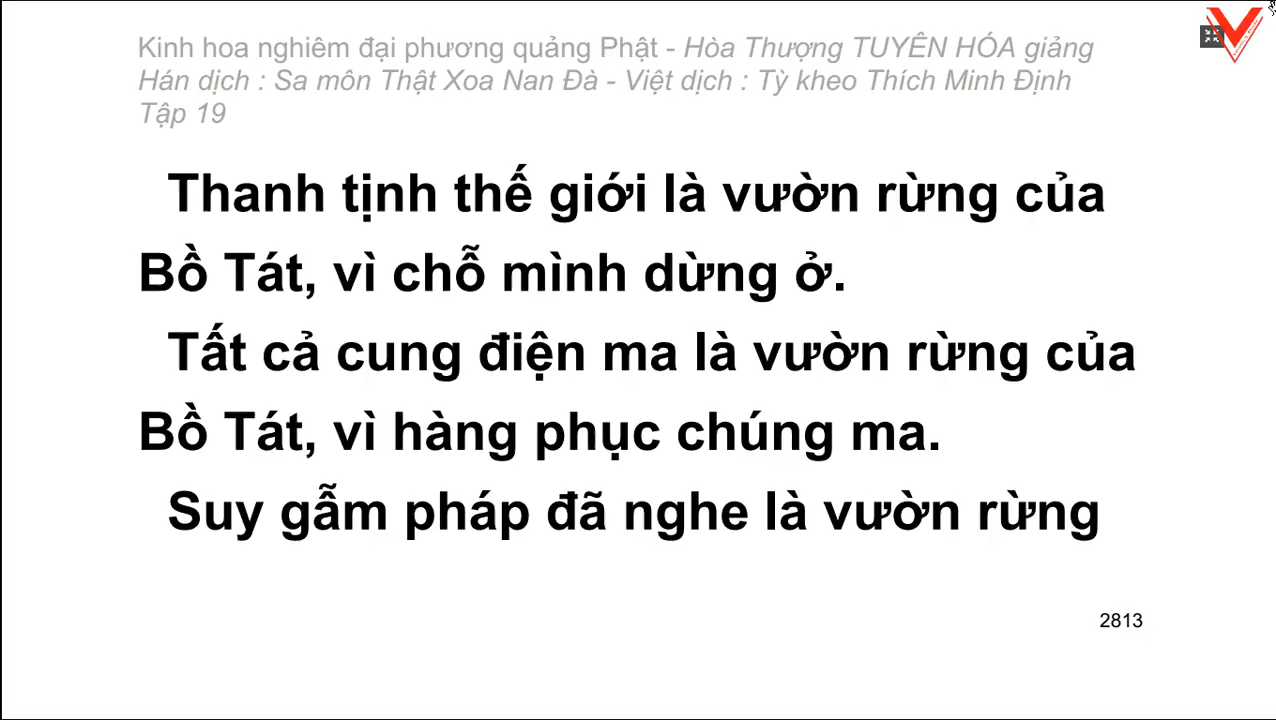 Kinh hoa nghiêm đại phương quảng Phật - Hòa Thượng TUYÊN HÓA giảng
Hán dịch : Sa môn Thật Xoa Nan Đà - Việt dịch : Tỳ kheo Thích Minh Định
Tập 19
Thanh tịnh thế giới là vườn rừng của
Bồ Tát, vì chỗ mình dừng ở.
Tất cả cung điện ma là vườn rừng của
Bồ Tát, vì hàng phục chúng ma.
Suy gẫm pháp đã nghe là vườn rừng
2813